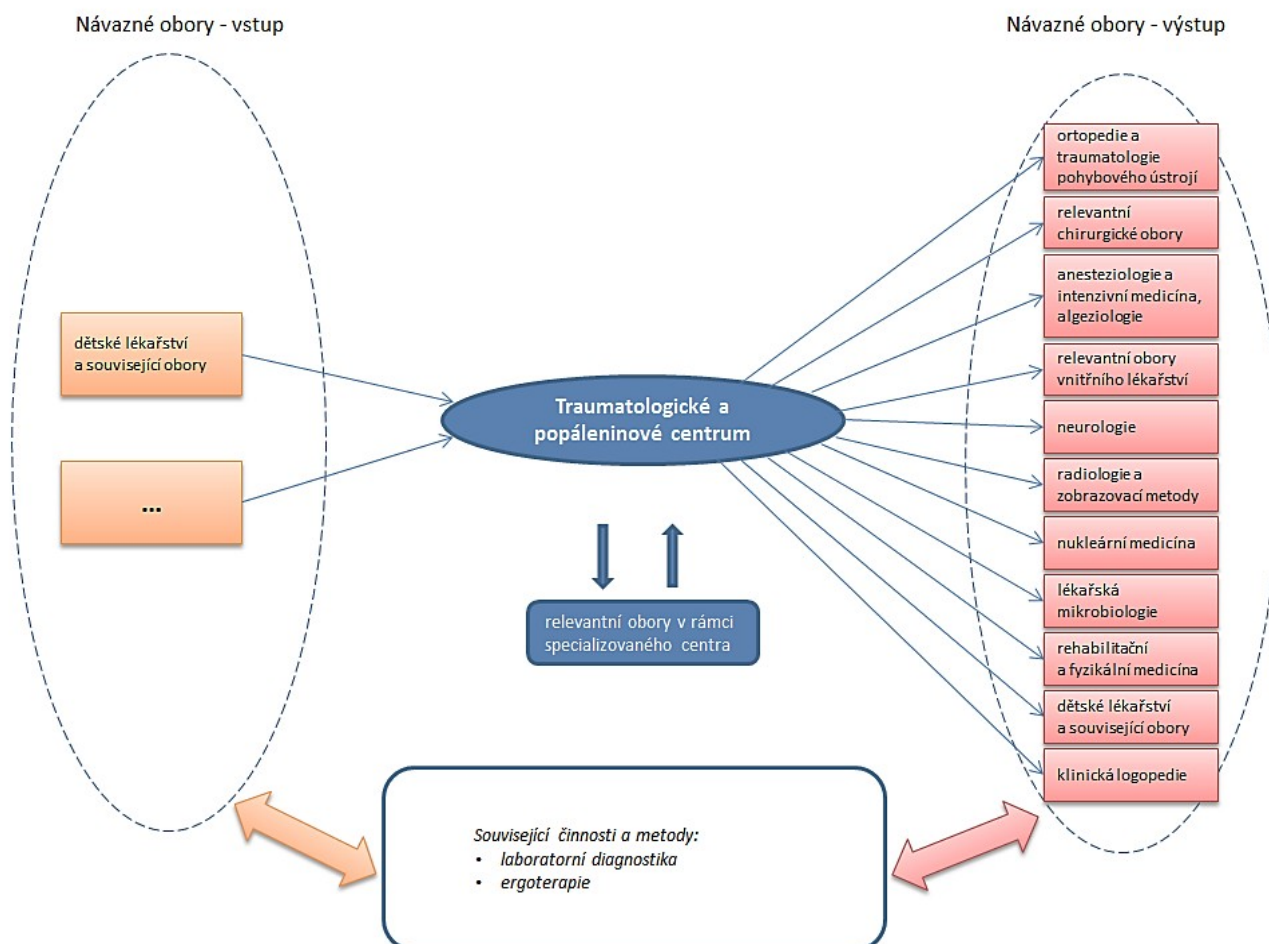 Návazné obory - vstup
Návazné obory - výstup
dětské lékařství
a související obory
...
Traumatologické a
popáleninové centrum
relevantní obory v rámci
specializovaného centra
ortopedie a
traumatologie
pohybového ústrojí
relevantní
chirurgické obory
anesteziologie a
intenzivní medicína,
algeziologie
relevantní obory
vnitřního lékařství
neurologie
radiologie a
zobrazovací metody
nukleární medicína
lékařská
mikrobiologie
rehabilitační
a fyzikální medicína
dětské lékařství
a související obory
klinická logopedie
Související činnosti a metody:
• laboratorní diagnostika
• ergoterapie